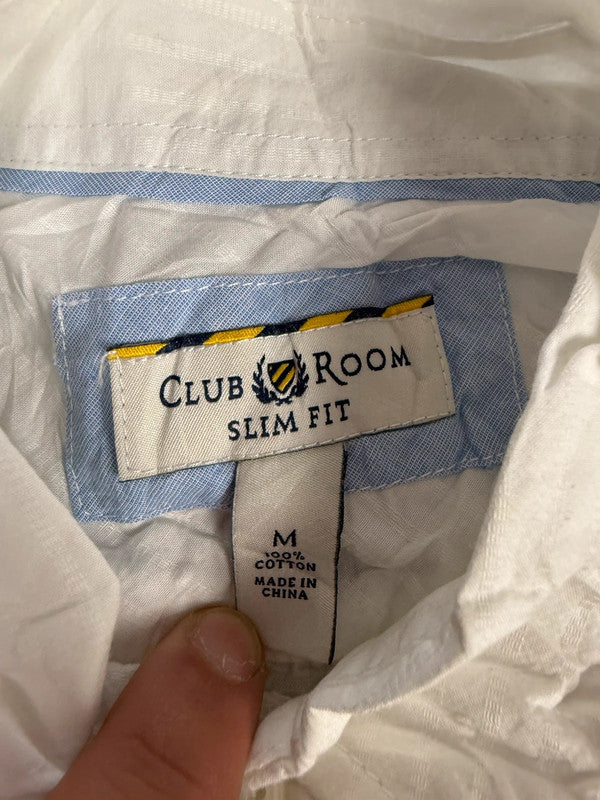 CLUB ROOM
SLIM FIT
M
100%
COTTON
MADE IN
CHINA